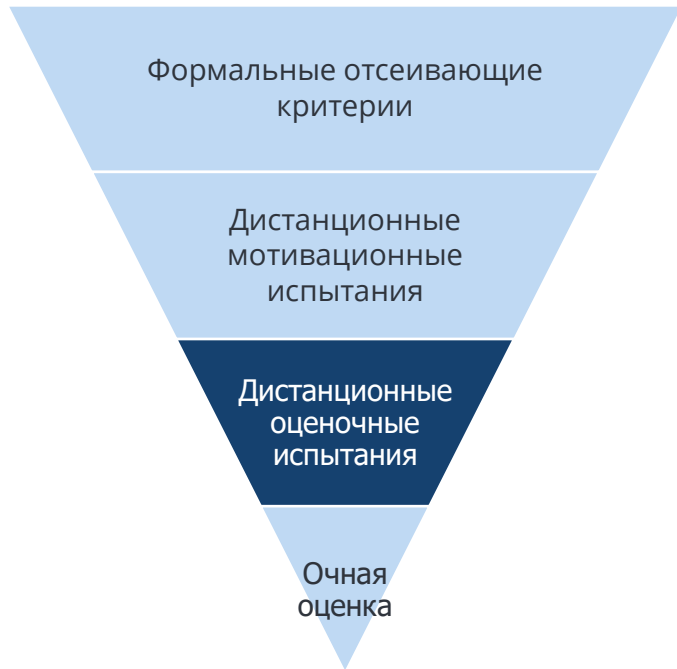 Формальные отсеивающие
критерии
Дистанционные
мотивационные
испытания
Дистанционные
оценочные
испытания
Очная
оценка